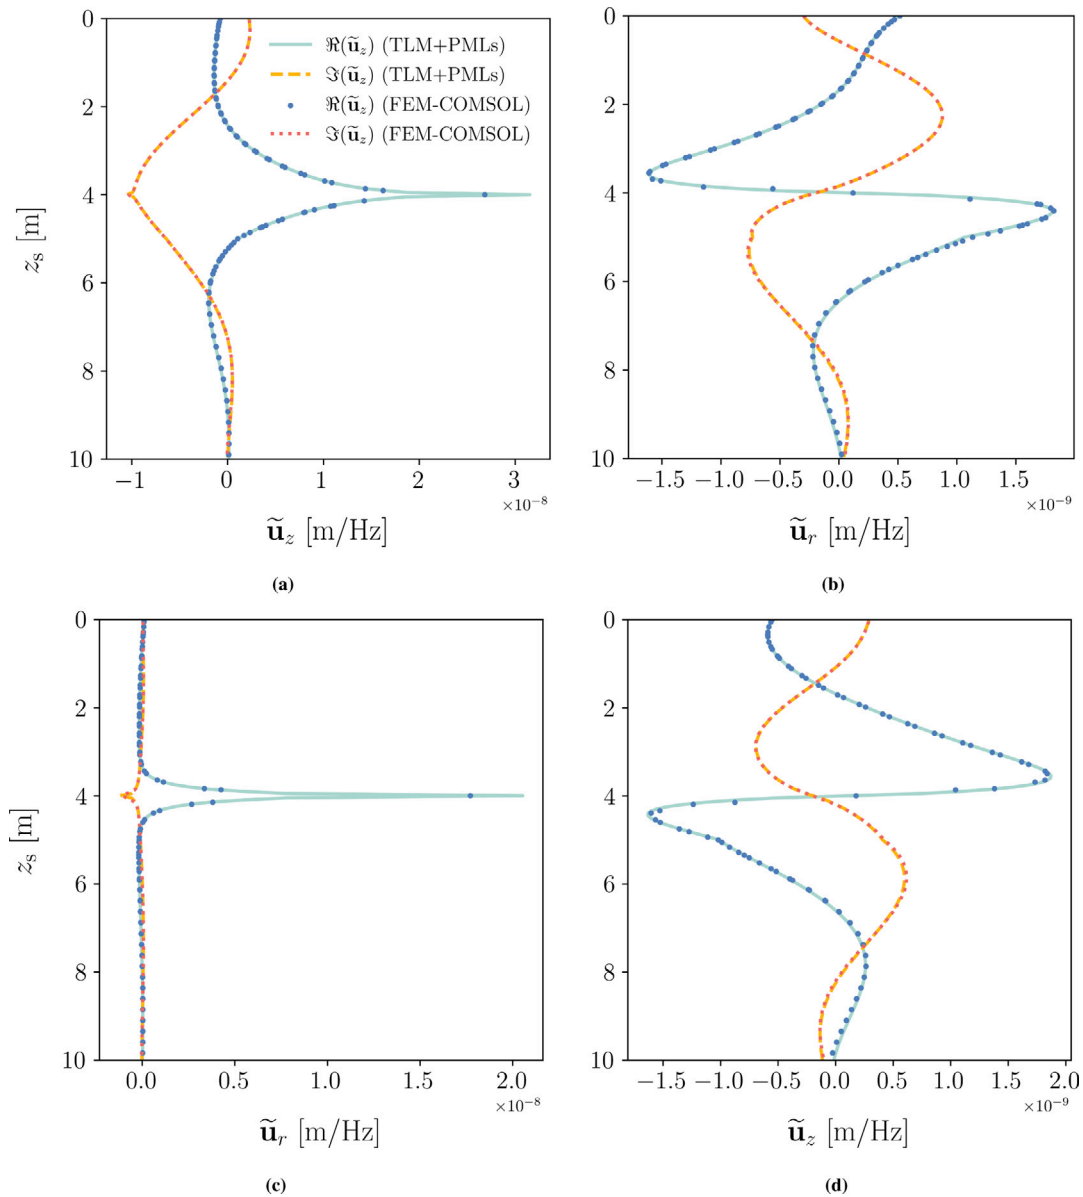 0
2
4
6
8
10
z_s [m]
ℜ(ũ_z) (TLM+PMLs)
ℑ(ũ_z) (TLM+PMLs)
ℜ(ũ_z) (FEM-COMSOL)
ℑ(ũ_z) (FEM-COMSOL)
−1 0 1 2 3
×10⁻⁸
ũ_z [m/Hz]
(a)
0
2
4
6
8
10
−1.5 −1.0 −0.5 0.0 0.5 1.0 1.5
×10⁻⁹
ũ_r [m/Hz]
(b)
0
2
4
6
8
10
z_s [m]
0.0 0.5 1.0 1.5 2.0
×10⁻⁸
ũ_r [m/Hz]
(c)
0
2
4
6
8
10
−1.5 −1.0 −0.5 0.0 0.5 1.0 1.5 2.0
×10⁻⁹
ũ_z [m/Hz]
(d)